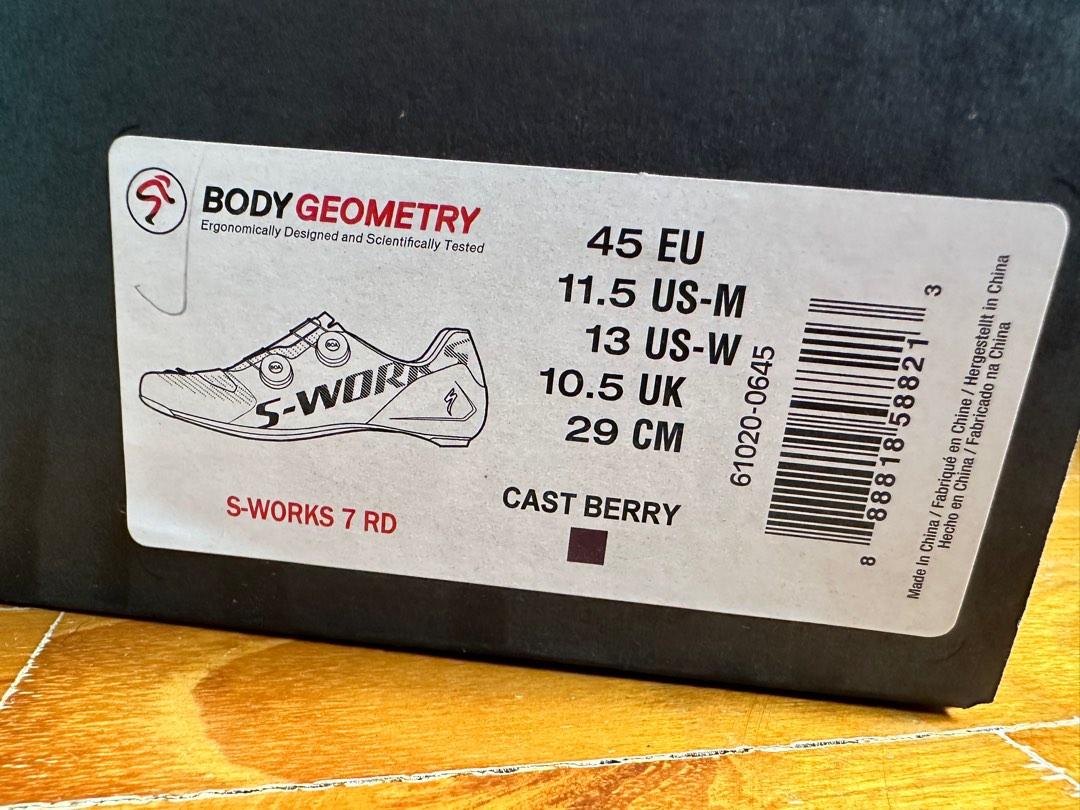 BODY GEOMETRY
Ergonomically Designed and Scientifically Tested
BOA
BOA
S-WORKS
S-WORKS 7 RD
45 EU
11.5 US-M
13 US-W
10.5 UK
29 CM
CAST BERRY
61020-0645
8 88818 58821 3
Made In China / Fabriqué en Chine / Hergestellt in China
Hecho en China / Fabricado na China